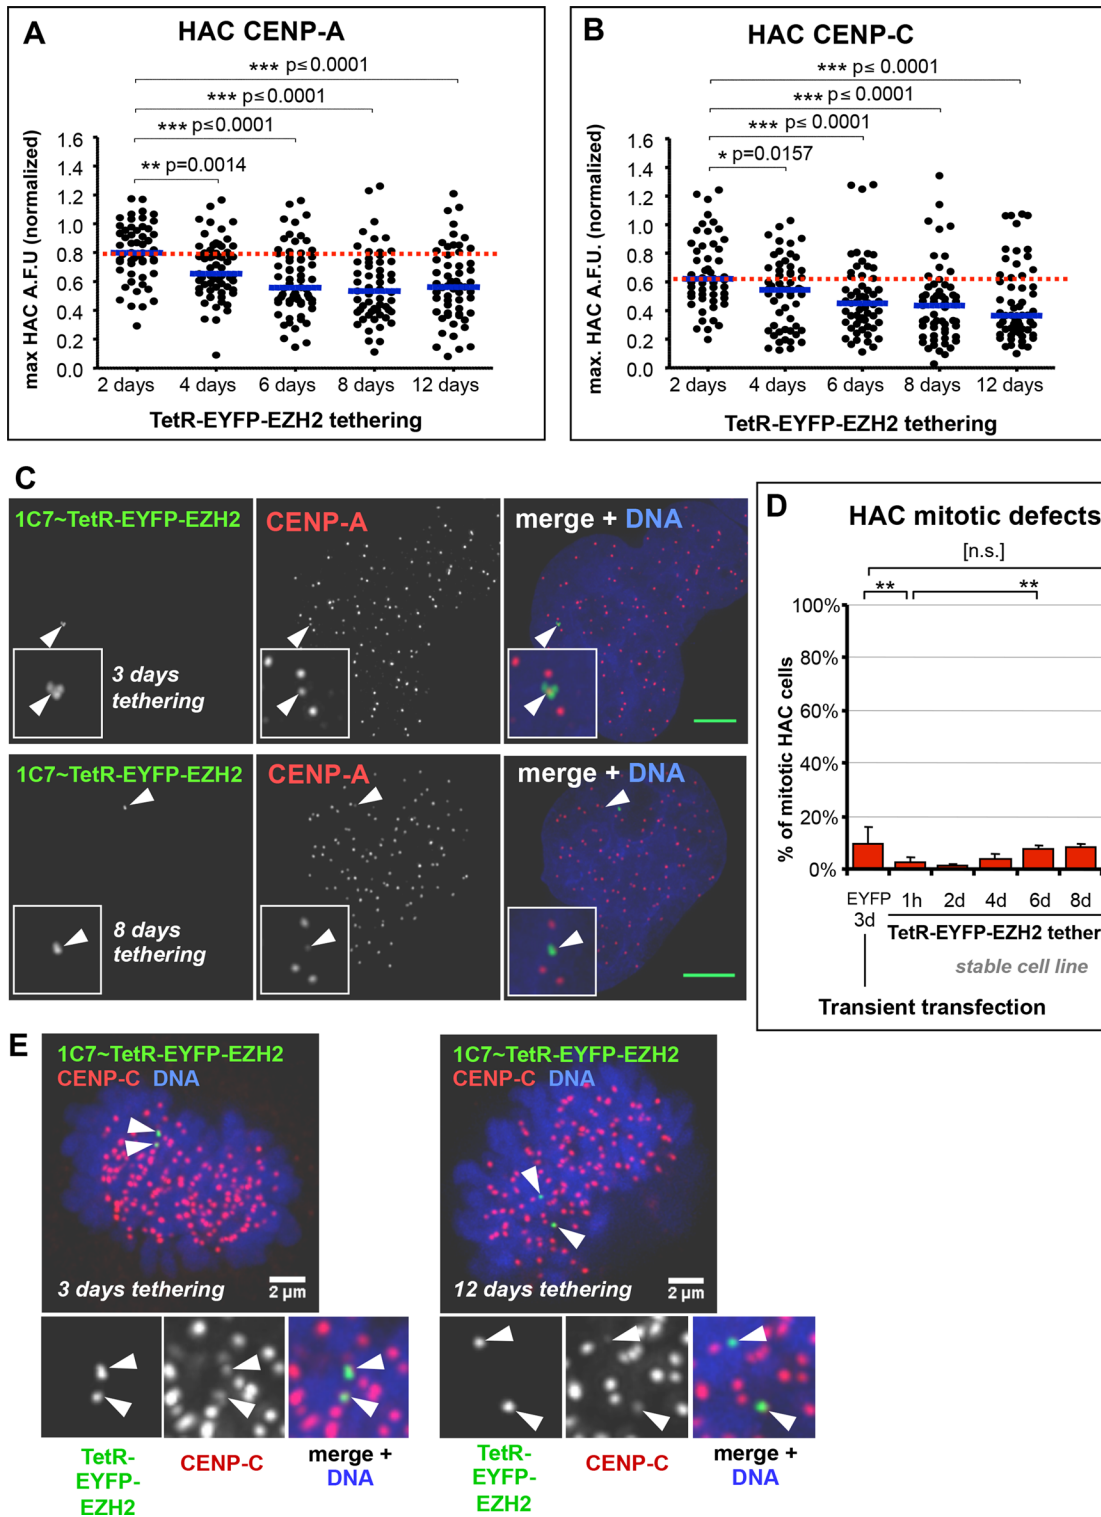 A
HAC CENP-A
*** p≤0.0001
*** p≤0.0001
*** p≤0.0001
** p=0.0014
max HAC A.F.U (normalized)
1.6
1.4
1.2
1.0
0.8
0.6
0.4
0.2
0.0
2 days 4 days 6 days 8 days 12 days
TetR-EYFP-EZH2 tethering
B
HAC CENP-C
*** p≤0.0001
*** p≤0.0001
*** p≤ 0.0001
* p=0.0157
max. HAC A.F.U. (normalized)
1.6
1.4
1.2
1.0
0.8
0.6
0.4
0.2
0.0
2 days 4 days 6 days 8 days 12 days
TetR-EYFP-EZH2 tethering
C
1C7~TetR-EYFP-EZH2
CENP-A
merge + DNA
3 days
tethering
1C7~TetR-EYFP-EZH2
CENP-A
merge + DNA
8 days
tethering
D
HAC mitotic defects
[n.s.]
** **
% of mitotic HAC cells
100%
80%
60%
40%
20%
0%
EYFP 1h 2d 4d 6d 8d
3d
TetR-EYFP-EZH2 tether
stable cell line
Transient transfection
E
1C7~TetR-EYFP-EZH2
CENP-C DNA
3 days tethering
2 μm
TetR-
EYFP-
EZH2
CENP-C
merge +
DNA
1C7~TetR-EYFP-EZH2
CENP-C DNA
12 days tethering
2 μm
TetR-
EYFP-
EZH2
CENP-C
merge +
DNA